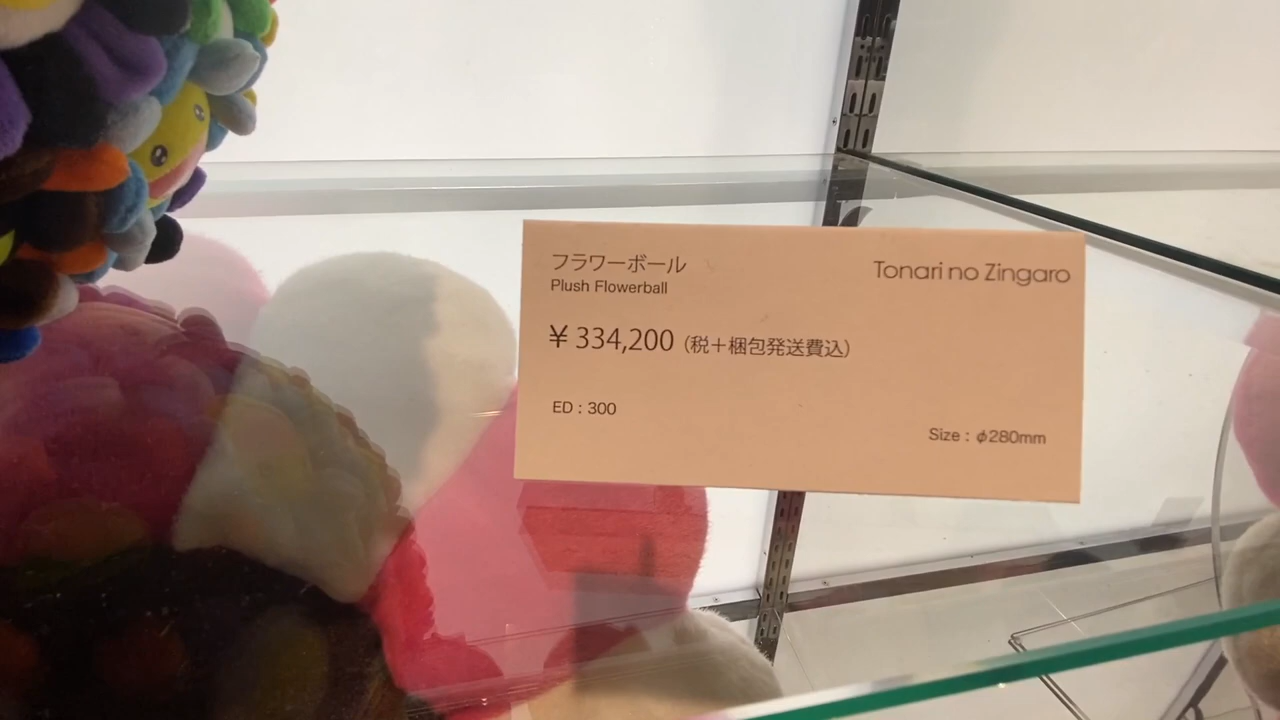 フラワーボール
Tonari no Zingaro
Plush Flowerball
¥ 334,200 (税+梱包発送費込)
ED : 300
Size : φ280mm